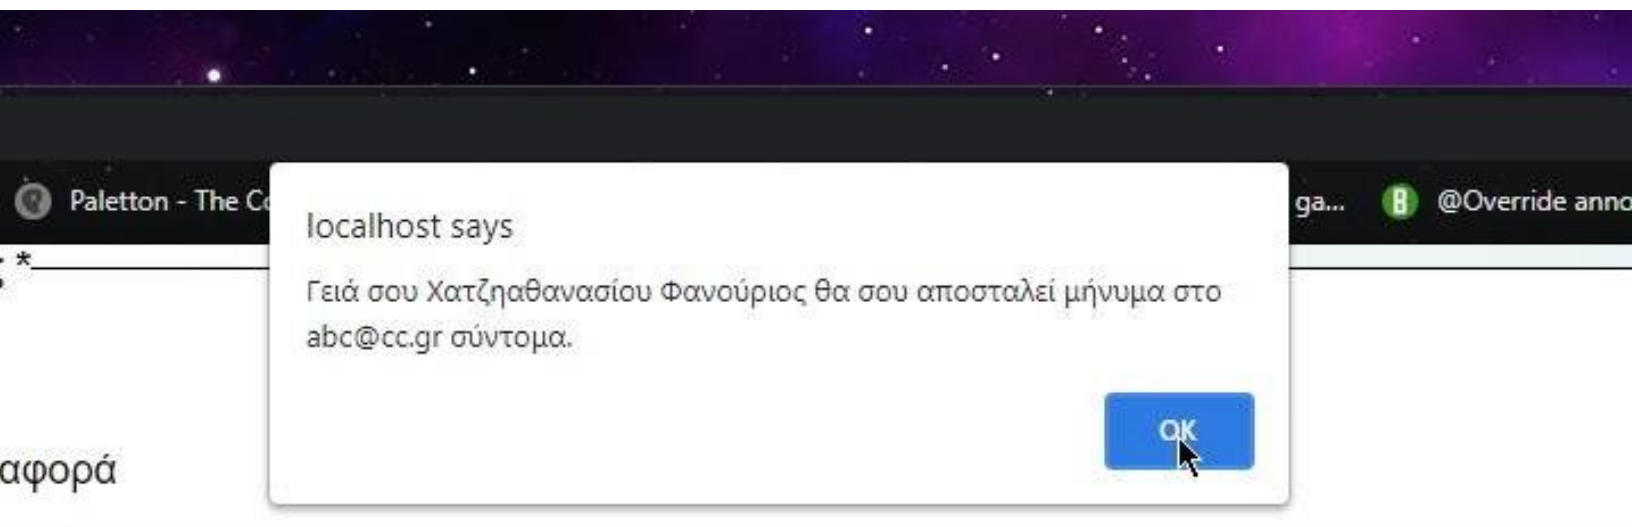 Paletton - The Co
ga...
@Override anno
*
localhost says
Γειά σου Χατζηαθανασίου Φανούριος θα σου αποσταλεί μήνυμα στο
abc@cc.gr σύντομα.
OK
αφορά